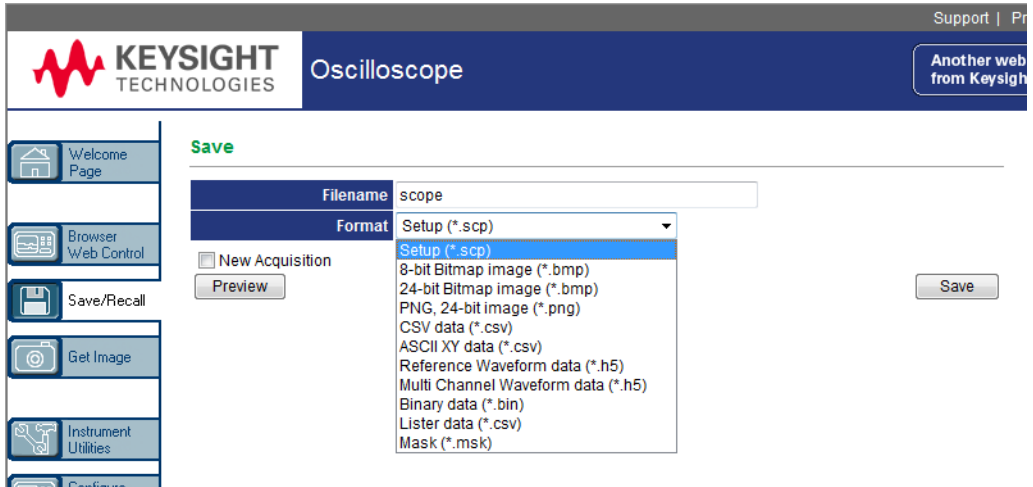 Support | Pr
KEYSIGHT
TECHNOLOGIES
Oscilloscope
Another web
from Keysigh
Welcome
Page
Browser
Web Control
Save/Recall
Get Image
Instrument
Utilities
Configure
Save
Filename scope
Format Setup (*.scp)
Setup (*.scp)
8-bit Bitmap image (*.bmp)
24-bit Bitmap image (*.bmp)
PNG, 24-bit image (*.png)
CSV data (*.csv)
ASCII XY data (*.csv)
Reference Waveform data (*.h5)
Multi Channel Waveform data (*.h5)
Binary data (*.bin)
Lister data (*.csv)
Mask (*.msk)
New Acquisition
Preview
Save